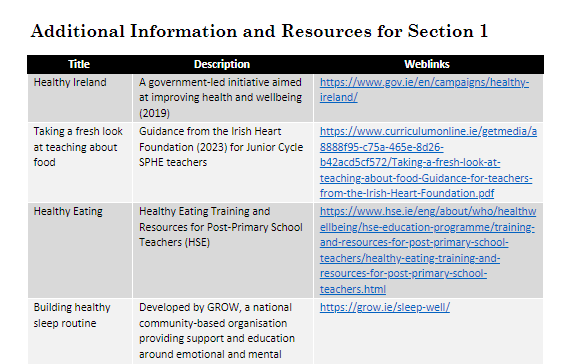 Additional Information and Resources for Section 1
Title Description Weblinks
Healthy Ireland
A government-led initiative aimed
at improving health and wellbeing
(2019)
https://www.gov.ie/en/campaigns/healthy-
ireland/
Taking a fresh look
at teaching about
food
Guidance from the Irish Heart
Foundation (2023) for Junior Cycle
SPHE teachers
https://www.curriculumonline.ie/getmedia/a
8888f95-c75a-465e-8d26-
b42acd5cf572/Taking-a-fresh-look-at-
teaching-about-food-Guidance-for-teachers-
from-the-Irish-Heart-Foundation.pdf
Healthy Eating
Healthy Eating Training and
Resources for Post-Primary School
Teachers (HSE)
https://www.hse.ie/eng/about/who/healthw
ellbeing/hse-education-programme/training-
and-resources-for-post-primary-school-
teachers/healthy-eating-training-and-
resources-for-post-primary-school-
teachers.html
Building healthy
sleep routine
Developed by GROW, a national
community-based organisation
providing support and education
around emotional and mental
https://grow.ie/sleep-well/